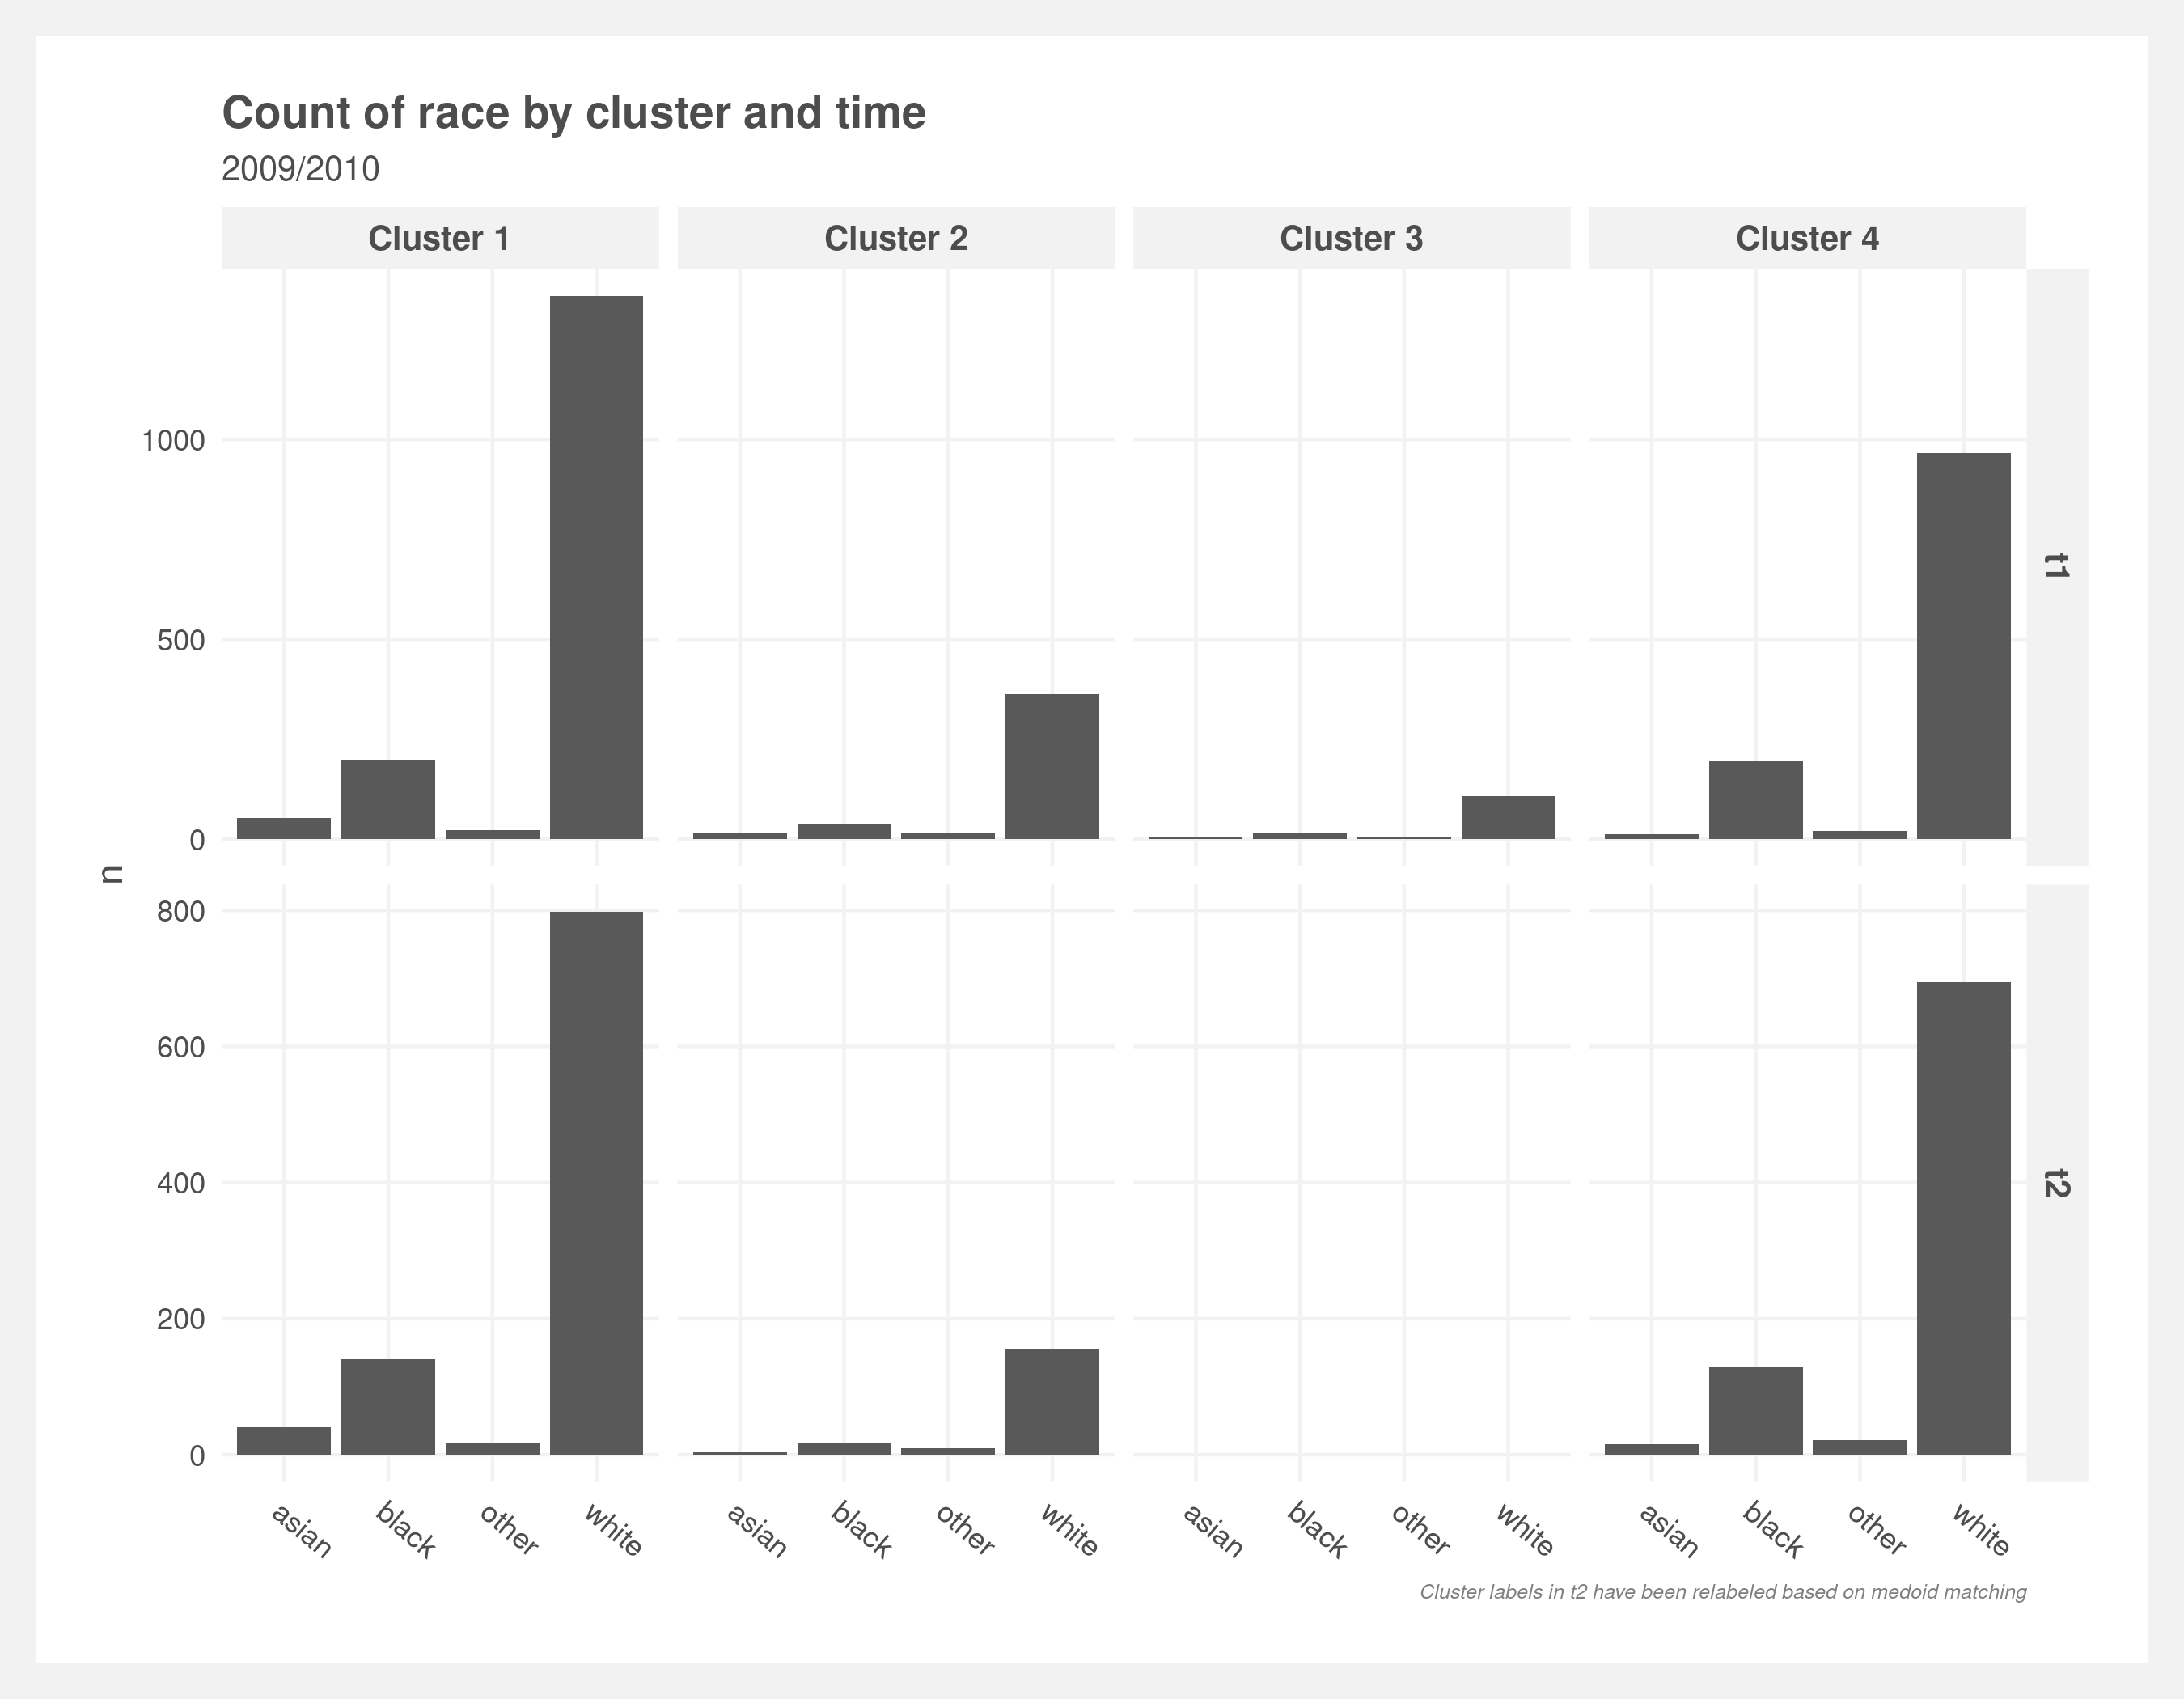 Count of race by cluster and time
2009/2010
Cluster 1 Cluster 2 Cluster 3 Cluster 4
1000
500
0
t1
n
800
600
400
200
0
t2
asian black other white asian black other white asian black other white asian black other white
Cluster labels in t2 have been relabeled based on medoid matching